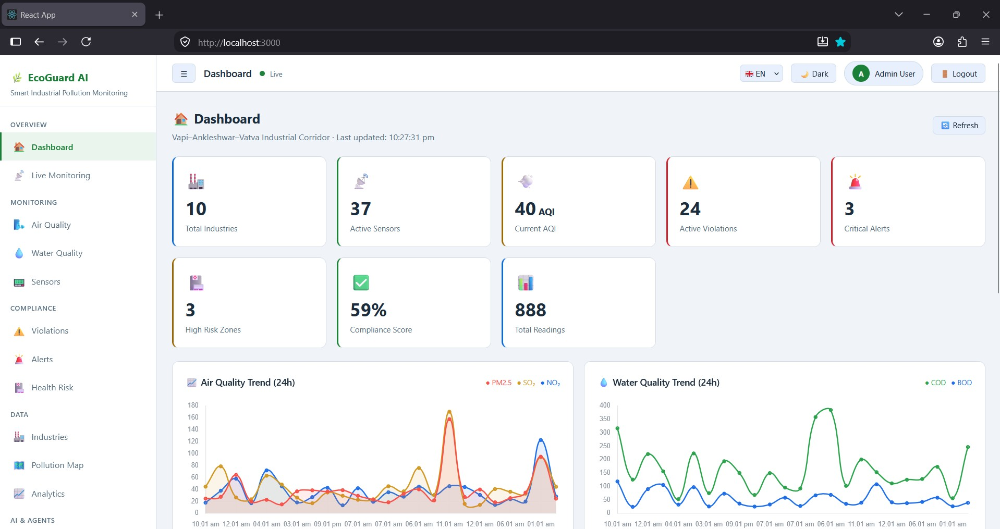 React App
http://localhost:3000
EcoGuard AI
Smart Industrial Pollution Monitoring
OVERVIEW
Dashboard
Live Monitoring
MONITORING
Air Quality
Water Quality
Sensors
COMPLIANCE
Violations
Alerts
Health Risk
DATA
Industries
Pollution Map
Analytics
AI & AGENTS
Dashboard Live
EN
Dark
A Admin User
Logout
Dashboard
Vapi–Ankleshwar–Vatva Industrial Corridor · Last updated: 10:27:31 pm
Refresh
10
Total Industries
37
Active Sensors
40 AQI
Current AQI
24
Active Violations
3
Critical Alerts
3
High Risk Zones
59%
Compliance Score
888
Total Readings
Air Quality Trend (24h)
PM2.5 SO₂ NO₂
180
160
140
120
100
80
60
40
20
0
10:01 am 12:01 am 04:01 am 03:01 am 09:01 pm 07:01 am 07:01 am 06:01 am 11:01 am 12:01 am 06:01 am 01:01 am
Water Quality Trend (24h)
COD BOD
400
350
300
250
200
150
100
50
0
10:01 am 12:01 am 04:01 am 03:01 am 09:01 pm 07:01 am 07:01 am 06:01 am 11:01 am 12:01 am 06:01 am 01:01 am